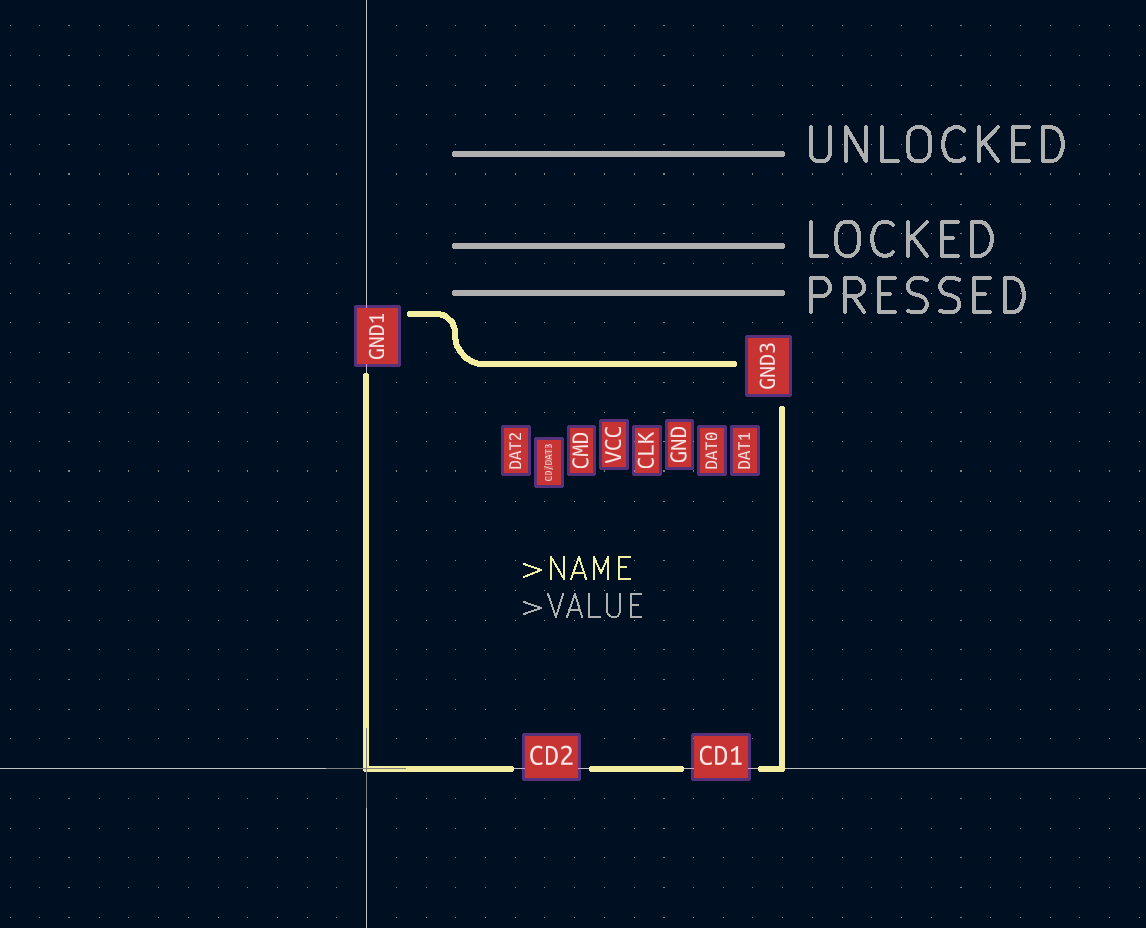 UNLOCKED
LOCKED
PRESSED
GND1
GND3
DAT2
CD/DAT3
CMD
VCC
CLK
GND
DAT0
DAT1
>NAME
>VALUE
CD2
CD1